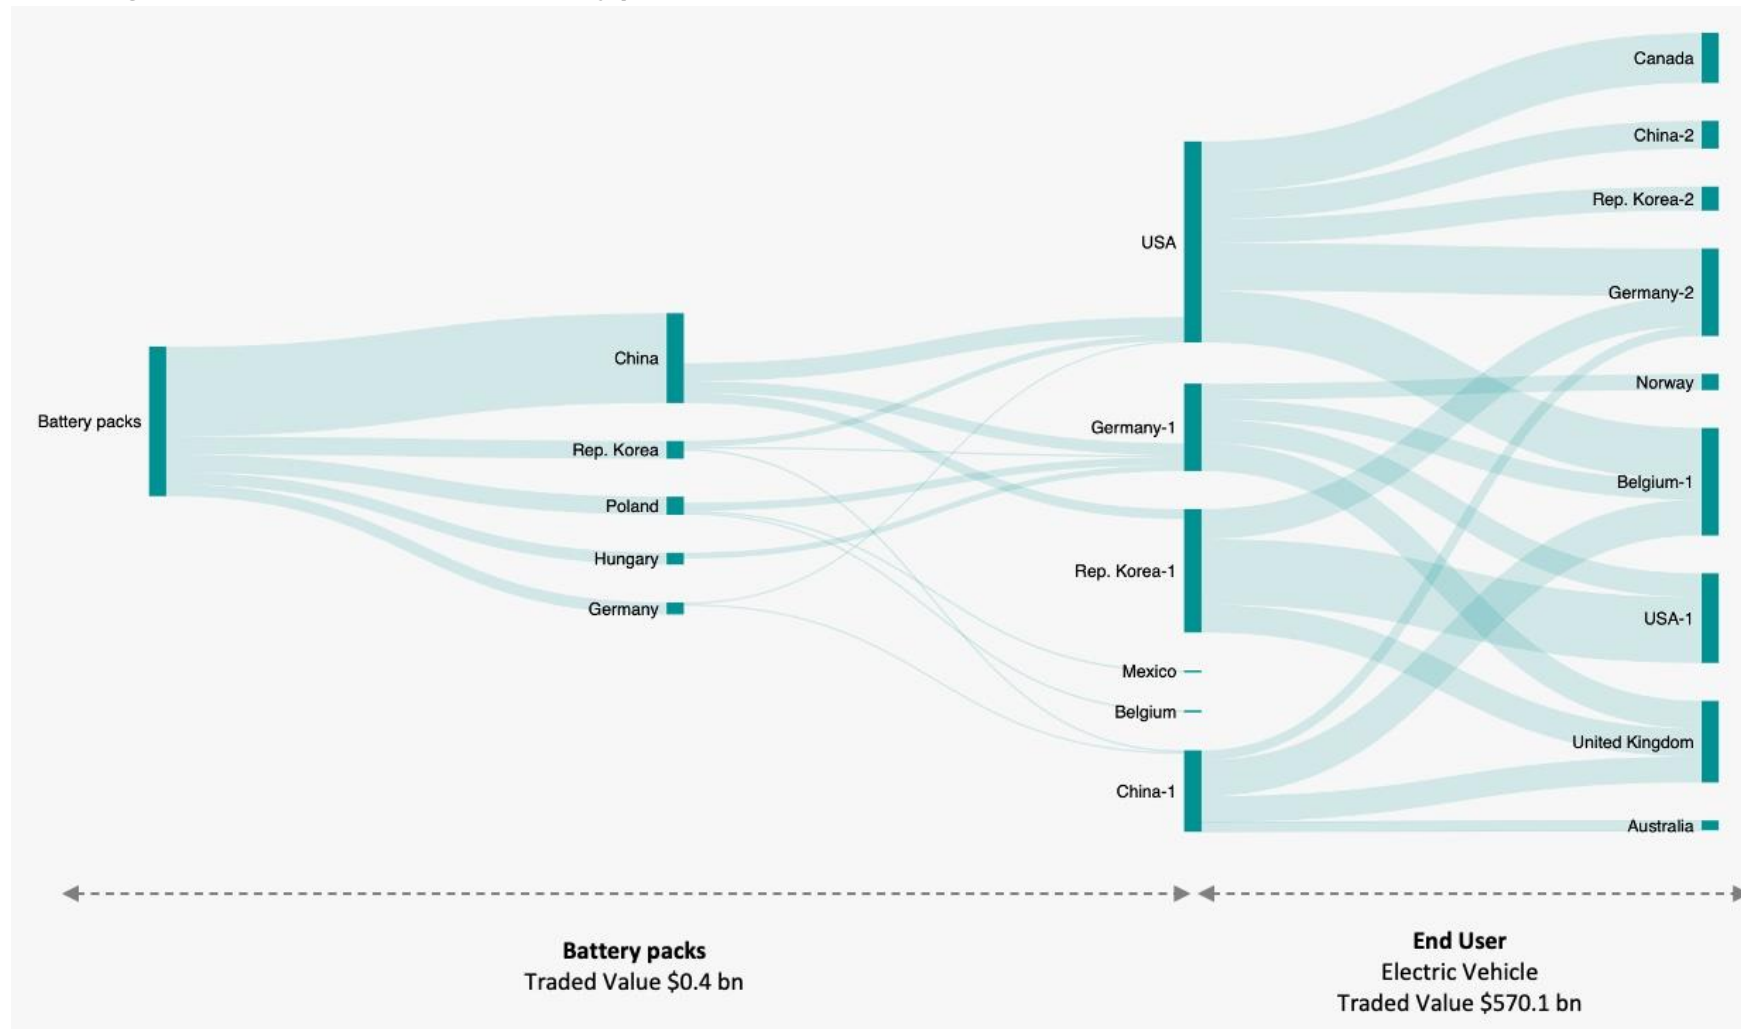 Canada
China-2
Rep. Korea-2
USA
Germany-2
China
Norway
Battery packs
Germany-1
Rep. Korea
Belgium-1
Poland
Hungary
Rep. Korea-1
Germany
USA-1
Mexico
Belgium
United Kingdom
China-1
Australia
Battery packs
Traded Value $0.4 bn
End User
Electric Vehicle
Traded Value $570.1 bn